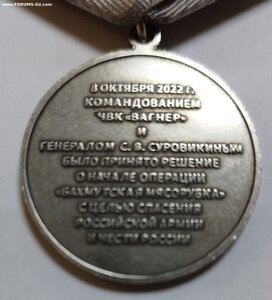 www.FORUMS-SU.com
8 ОКТЯБРЯ 2022 Г.
КОМАНДОВАНИЕМ
ЧВК «ВАГНЕР»
И
ГЕНЕРАЛОМ С. В. СУРОВИКИНЫМ
БЫЛО ПРИНЯТО РЕШЕНИЕ
О НАЧАЛЕ ОПЕРАЦИИ
«БАХМУТСКАЯ МЯСОРУБКА»
С ЦЕЛЬЮ СПАСЕНИЯ
РОССИЙСКОЙ АРМИИ
И ЧЕСТИ РОССИИ